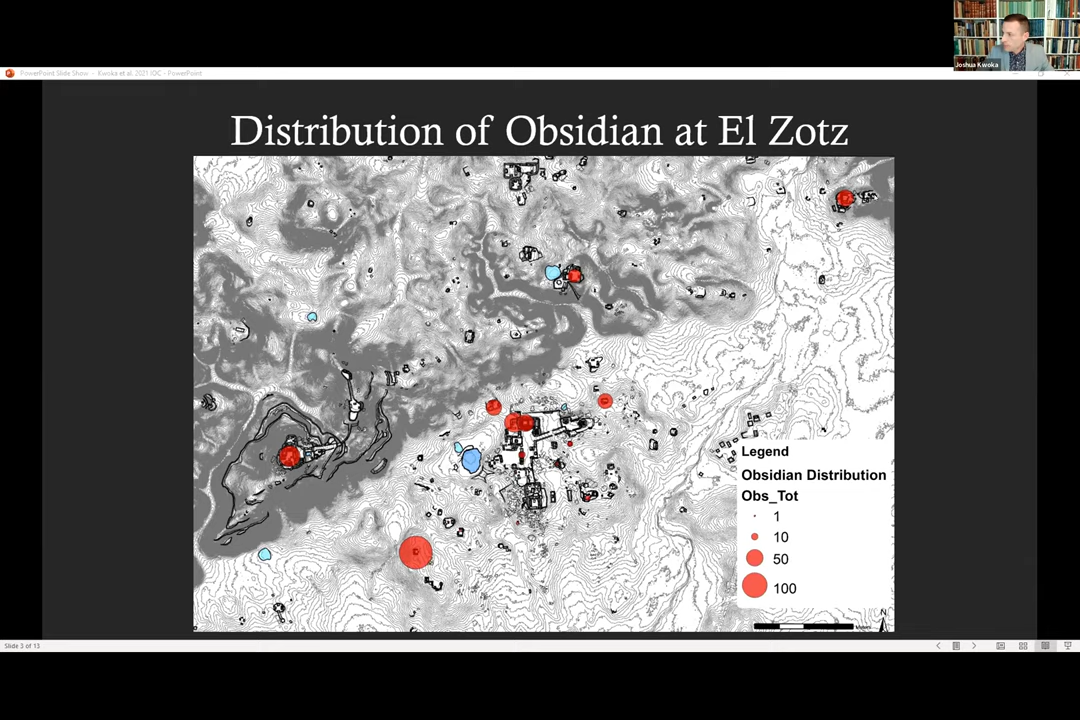 Joshua Kwoka
PowerPoint Slide Show - Kwoka et al. 2021 IOC - PowerPoint
Distribution of Obsidian at El Zotz
Legend
Obsidian Distribution
Obs_Tot
1
10
50
100
N
Meters
Slide 3 of 13